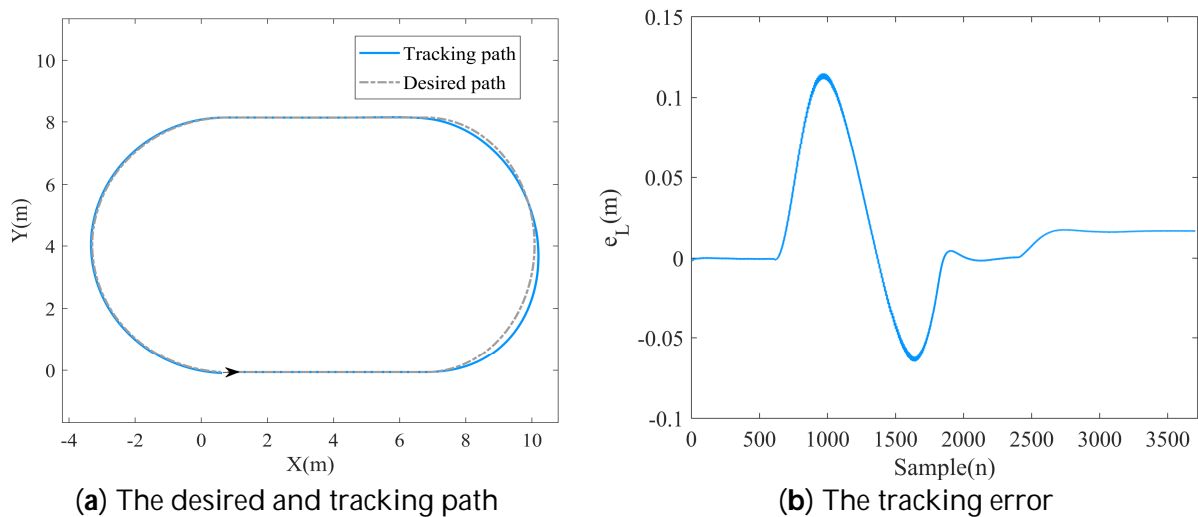 10
8
6
4
2
0
Y(m)
Tracking path
Desired path
-4 -2 0 2 4 6 8 10
X(m)
(a) The desired and tracking path
0.15
0.1
0.05
0
-0.05
-0.1
e_L(m)
0 500 1000 1500 2000 2500 3000 3500
Sample(n)
(b) The tracking error